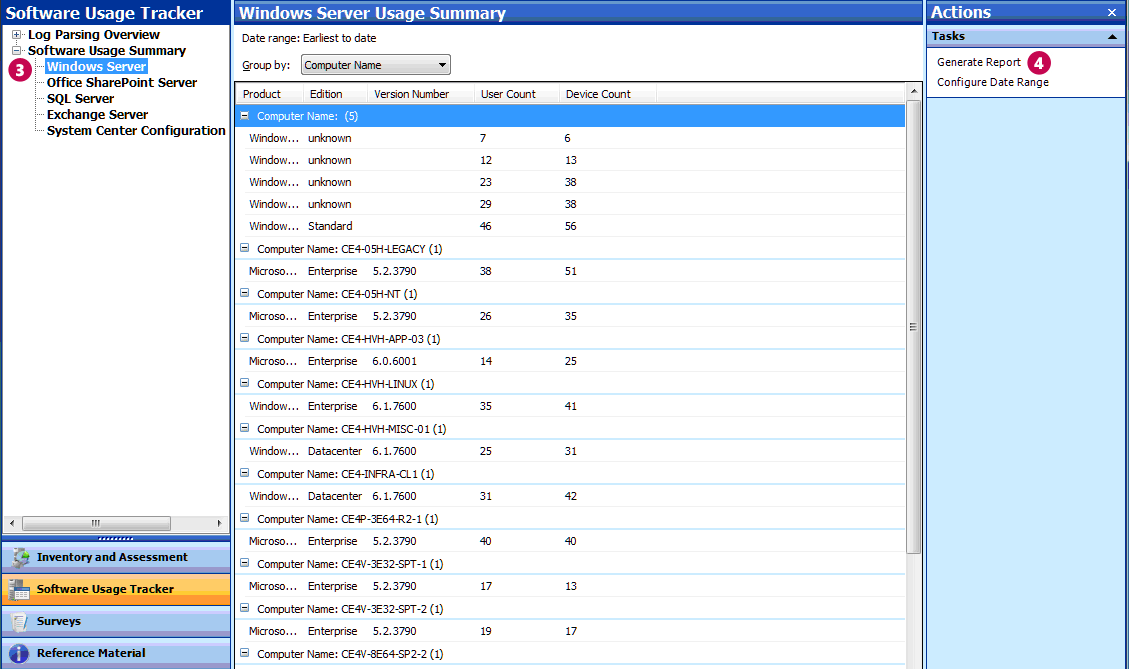 Software Usage Tracker
Log Parsing Overview
Software Usage Summary
3
Windows Server
Office SharePoint Server
SQL Server
Exchange Server
System Center Configuration
Inventory and Assessment
Software Usage Tracker
Surveys
Reference Material
Windows Server Usage Summary
Date range: Earliest to date
Group by: Computer Name
Product Edition Version Number User Count Device Count
Computer Name: (5)
Window... unknown 7 6
Window... unknown 12 13
Window... unknown 23 38
Window... unknown 29 38
Window... Standard 46 56
Computer Name: CE4-05H-LEGACY (1)
Microso... Enterprise 5.2.3790 38 51
Computer Name: CE4-05H-NT (1)
Microso... Enterprise 5.2.3790 26 35
Computer Name: CE4-HVH-APP-03 (1)
Microso... Enterprise 6.0.6001 14 25
Computer Name: CE4-HVH-LINUX (1)
Window... Enterprise 6.1.7600 35 41
Computer Name: CE4-HVH-MISC-01 (1)
Window... Datacenter 6.1.7600 25 31
Computer Name: CE4-INFRA-CL1 (1)
Window... Datacenter 6.1.7600 31 42
Computer Name: CE4P-3E64-R2-1 (1)
Microso... Enterprise 5.2.3790 40 40
Computer Name: CE4V-3E32-SPT-1 (1)
Microso... Enterprise 5.2.3790 17 13
Computer Name: CE4V-3E32-SPT-2 (1)
Microso... Enterprise 5.2.3790 19 17
Computer Name: CE4V-8E64-SP2-2 (1)
Actions
Tasks
Generate Report 4
Configure Date Range